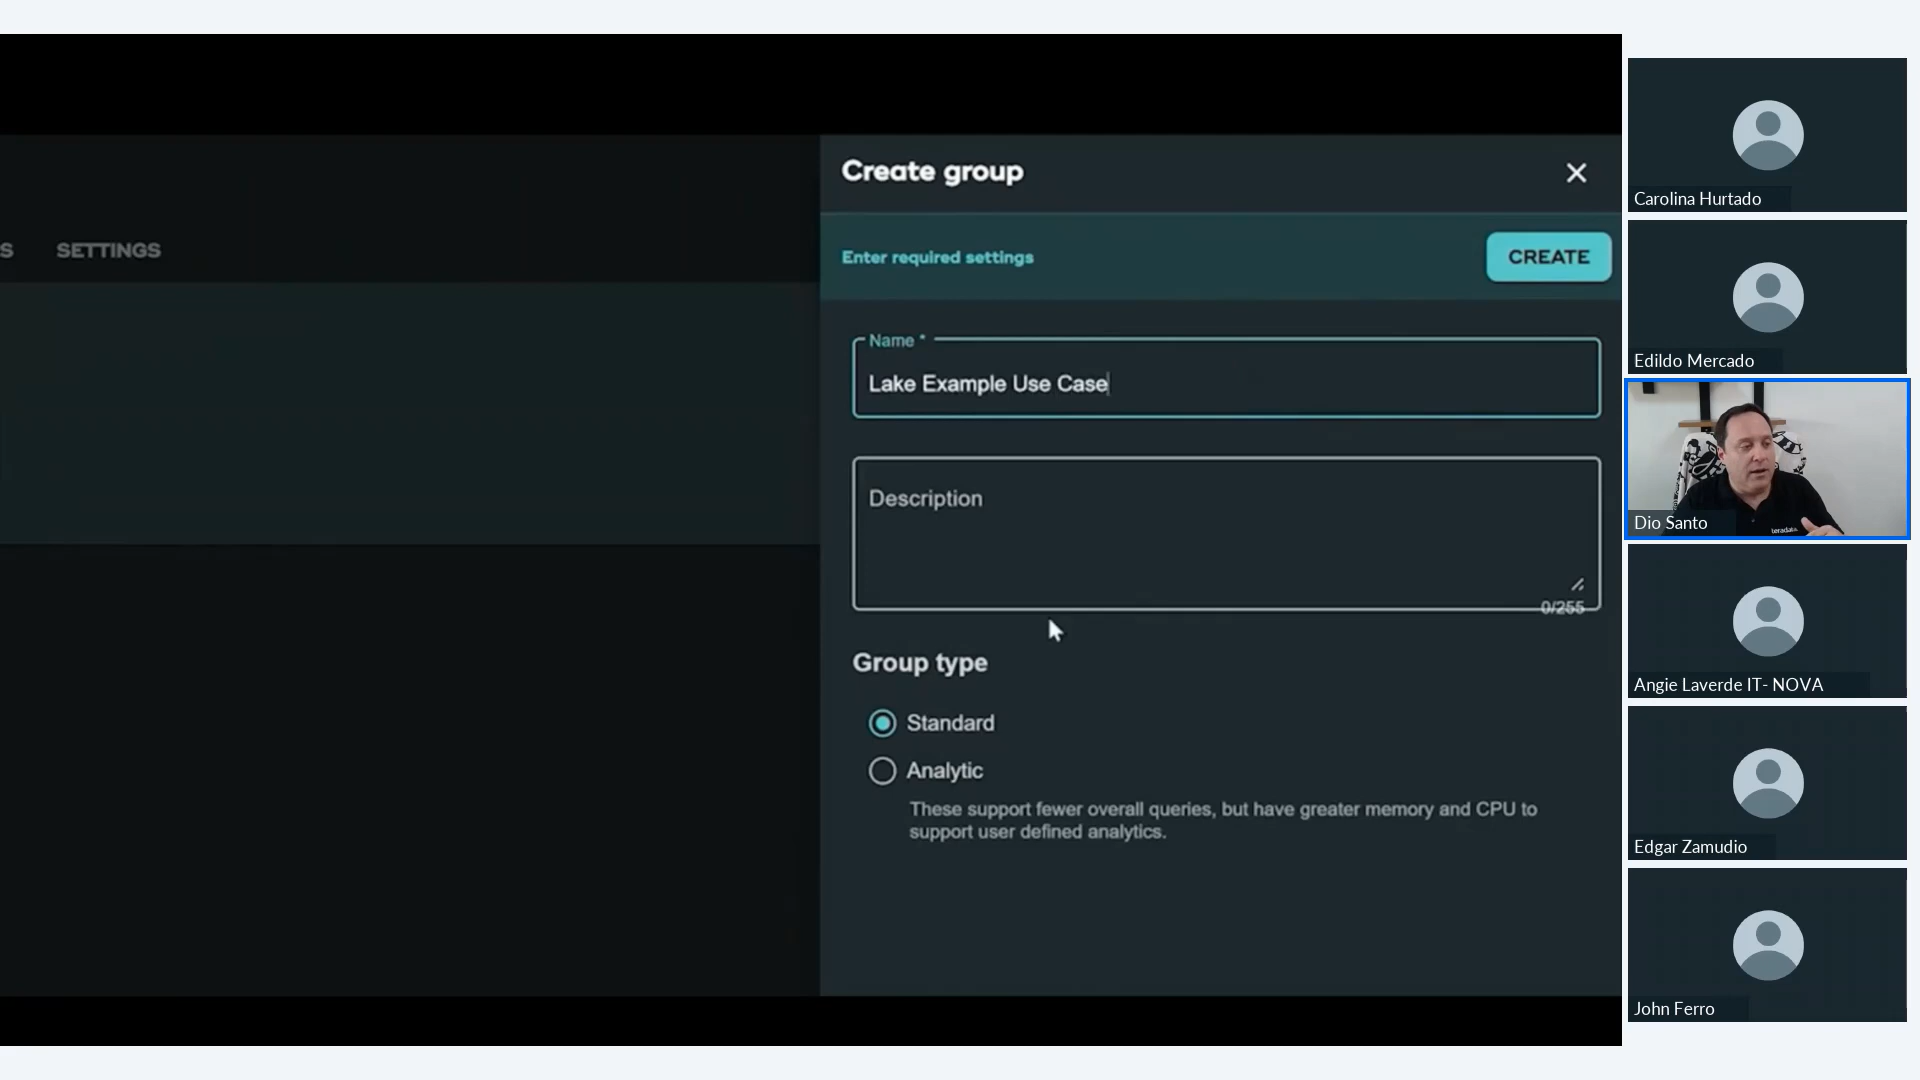 Create group
S SETTINGS
Enter required settings
CREATE
Name *
Lake Example Use Case
Description
0/255
Group type
Standard
Analytic
These support fewer overall queries, but have greater memory and CPU to
support user defined analytics.
Carolina Hurtado
Edildo Mercado
teradata.
Dio Santo
Angie Laverde IT- NOVA
Edgar Zamudio
John Ferro